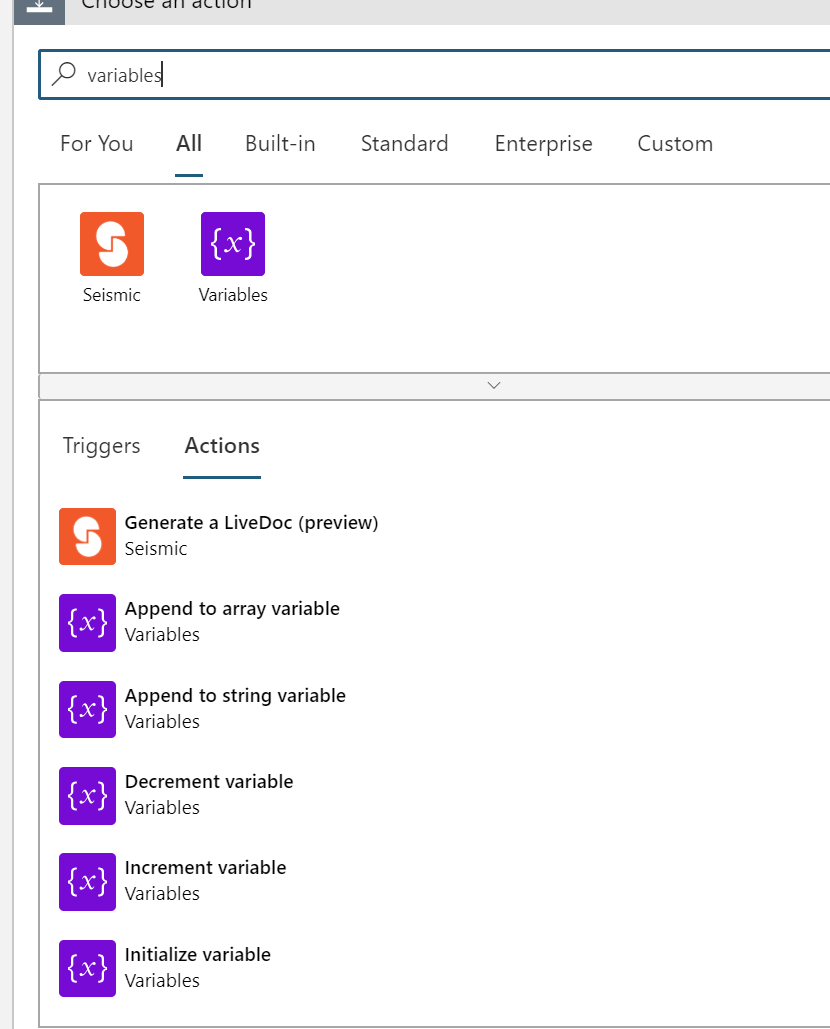 Choose an action
variables
For You All Built-in Standard Enterprise Custom
{x}
Seismic Variables
Triggers Actions
Generate a LiveDoc (preview)
Seismic
{x} Append to array variable
Variables
{x} Append to string variable
Variables
{x} Decrement variable
Variables
{x} Increment variable
Variables
{x} Initialize variable
Variables